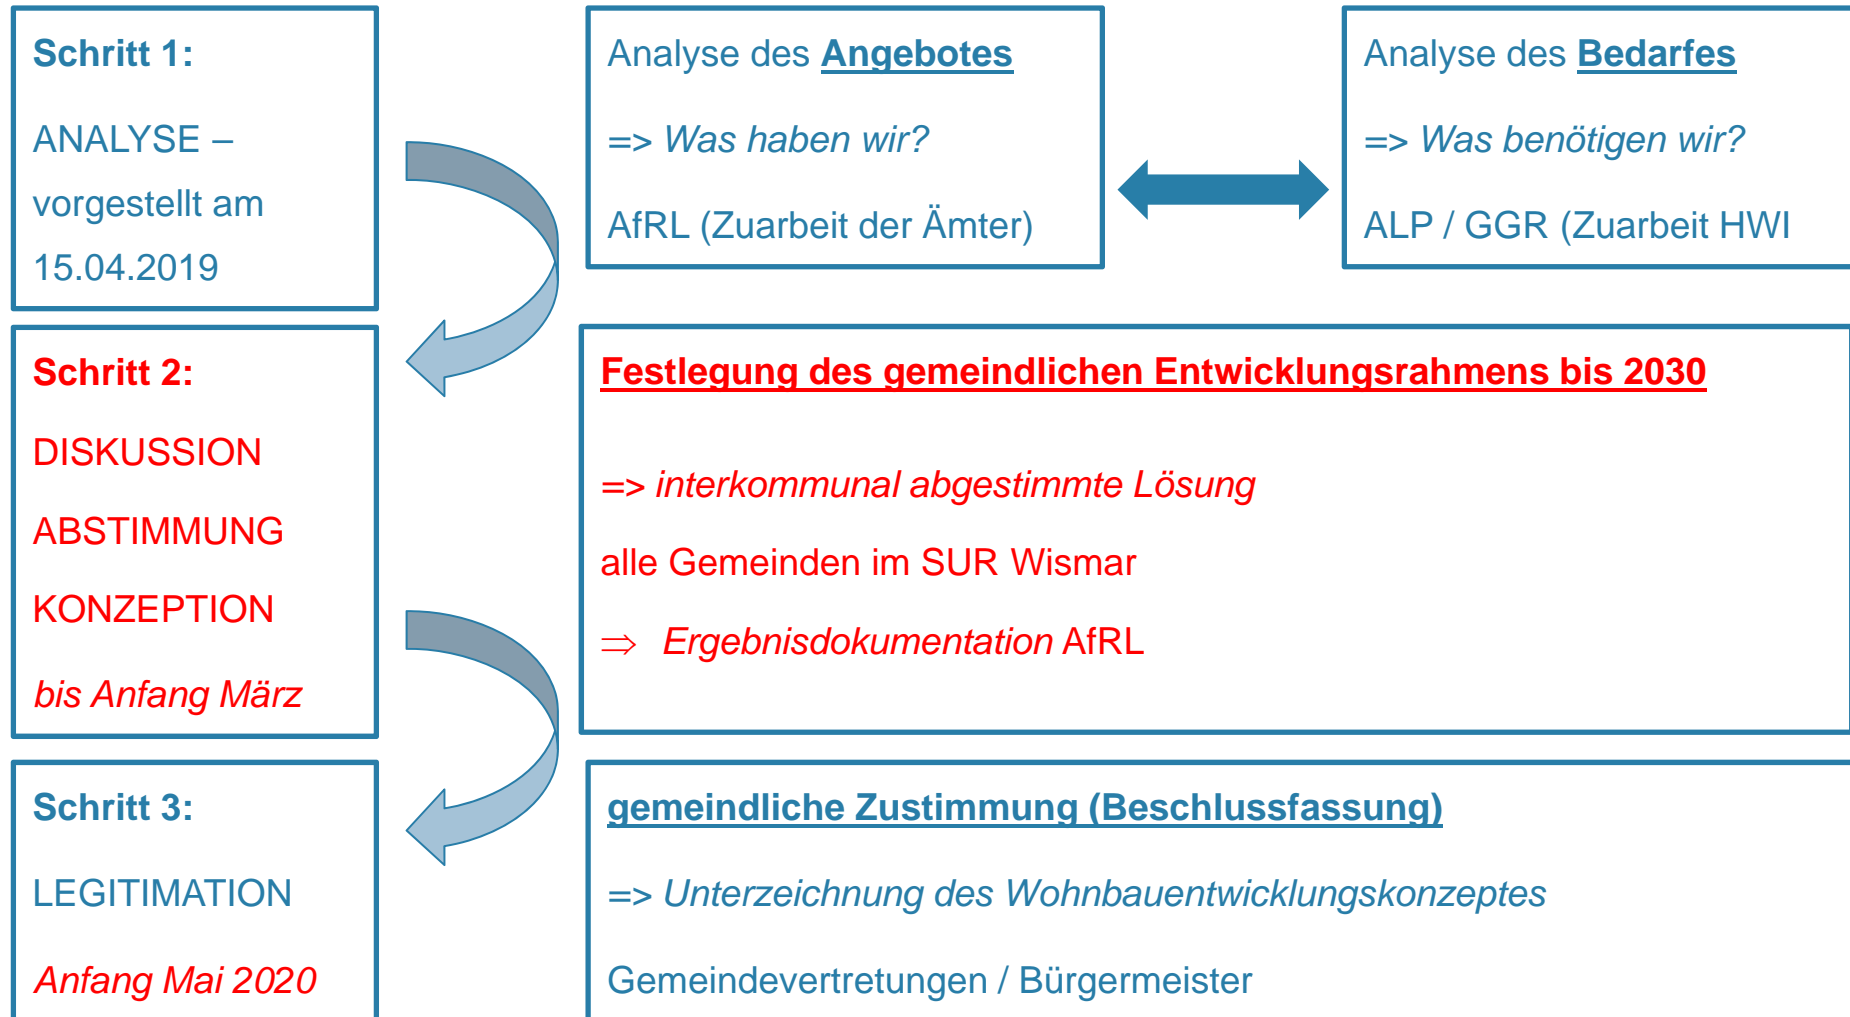 Schritt 1:
ANALYSE –
vorgestellt am
15.04.2019
Analyse des Angebotes
=> Was haben wir?
AfRL (Zuarbeit der Ämter)
Analyse des Bedarfes
=> Was benötigen wir?
ALP / GGR (Zuarbeit HWI
Schritt 2:
DISKUSSION
ABSTIMMUNG
KONZEPTION
bis Anfang März
Festlegung des gemeindlichen Entwicklungsrahmens bis 2030
=> interkommunal abgestimmte Lösung
alle Gemeinden im SUR Wismar
⇒ Ergebnisdokumentation AfRL
Schritt 3:
LEGITIMATION
Anfang Mai 2020
gemeindliche Zustimmung (Beschlussfassung)
=> Unterzeichnung des Wohnbauentwicklungskonzeptes
Gemeindevertretungen / Bürgermeister